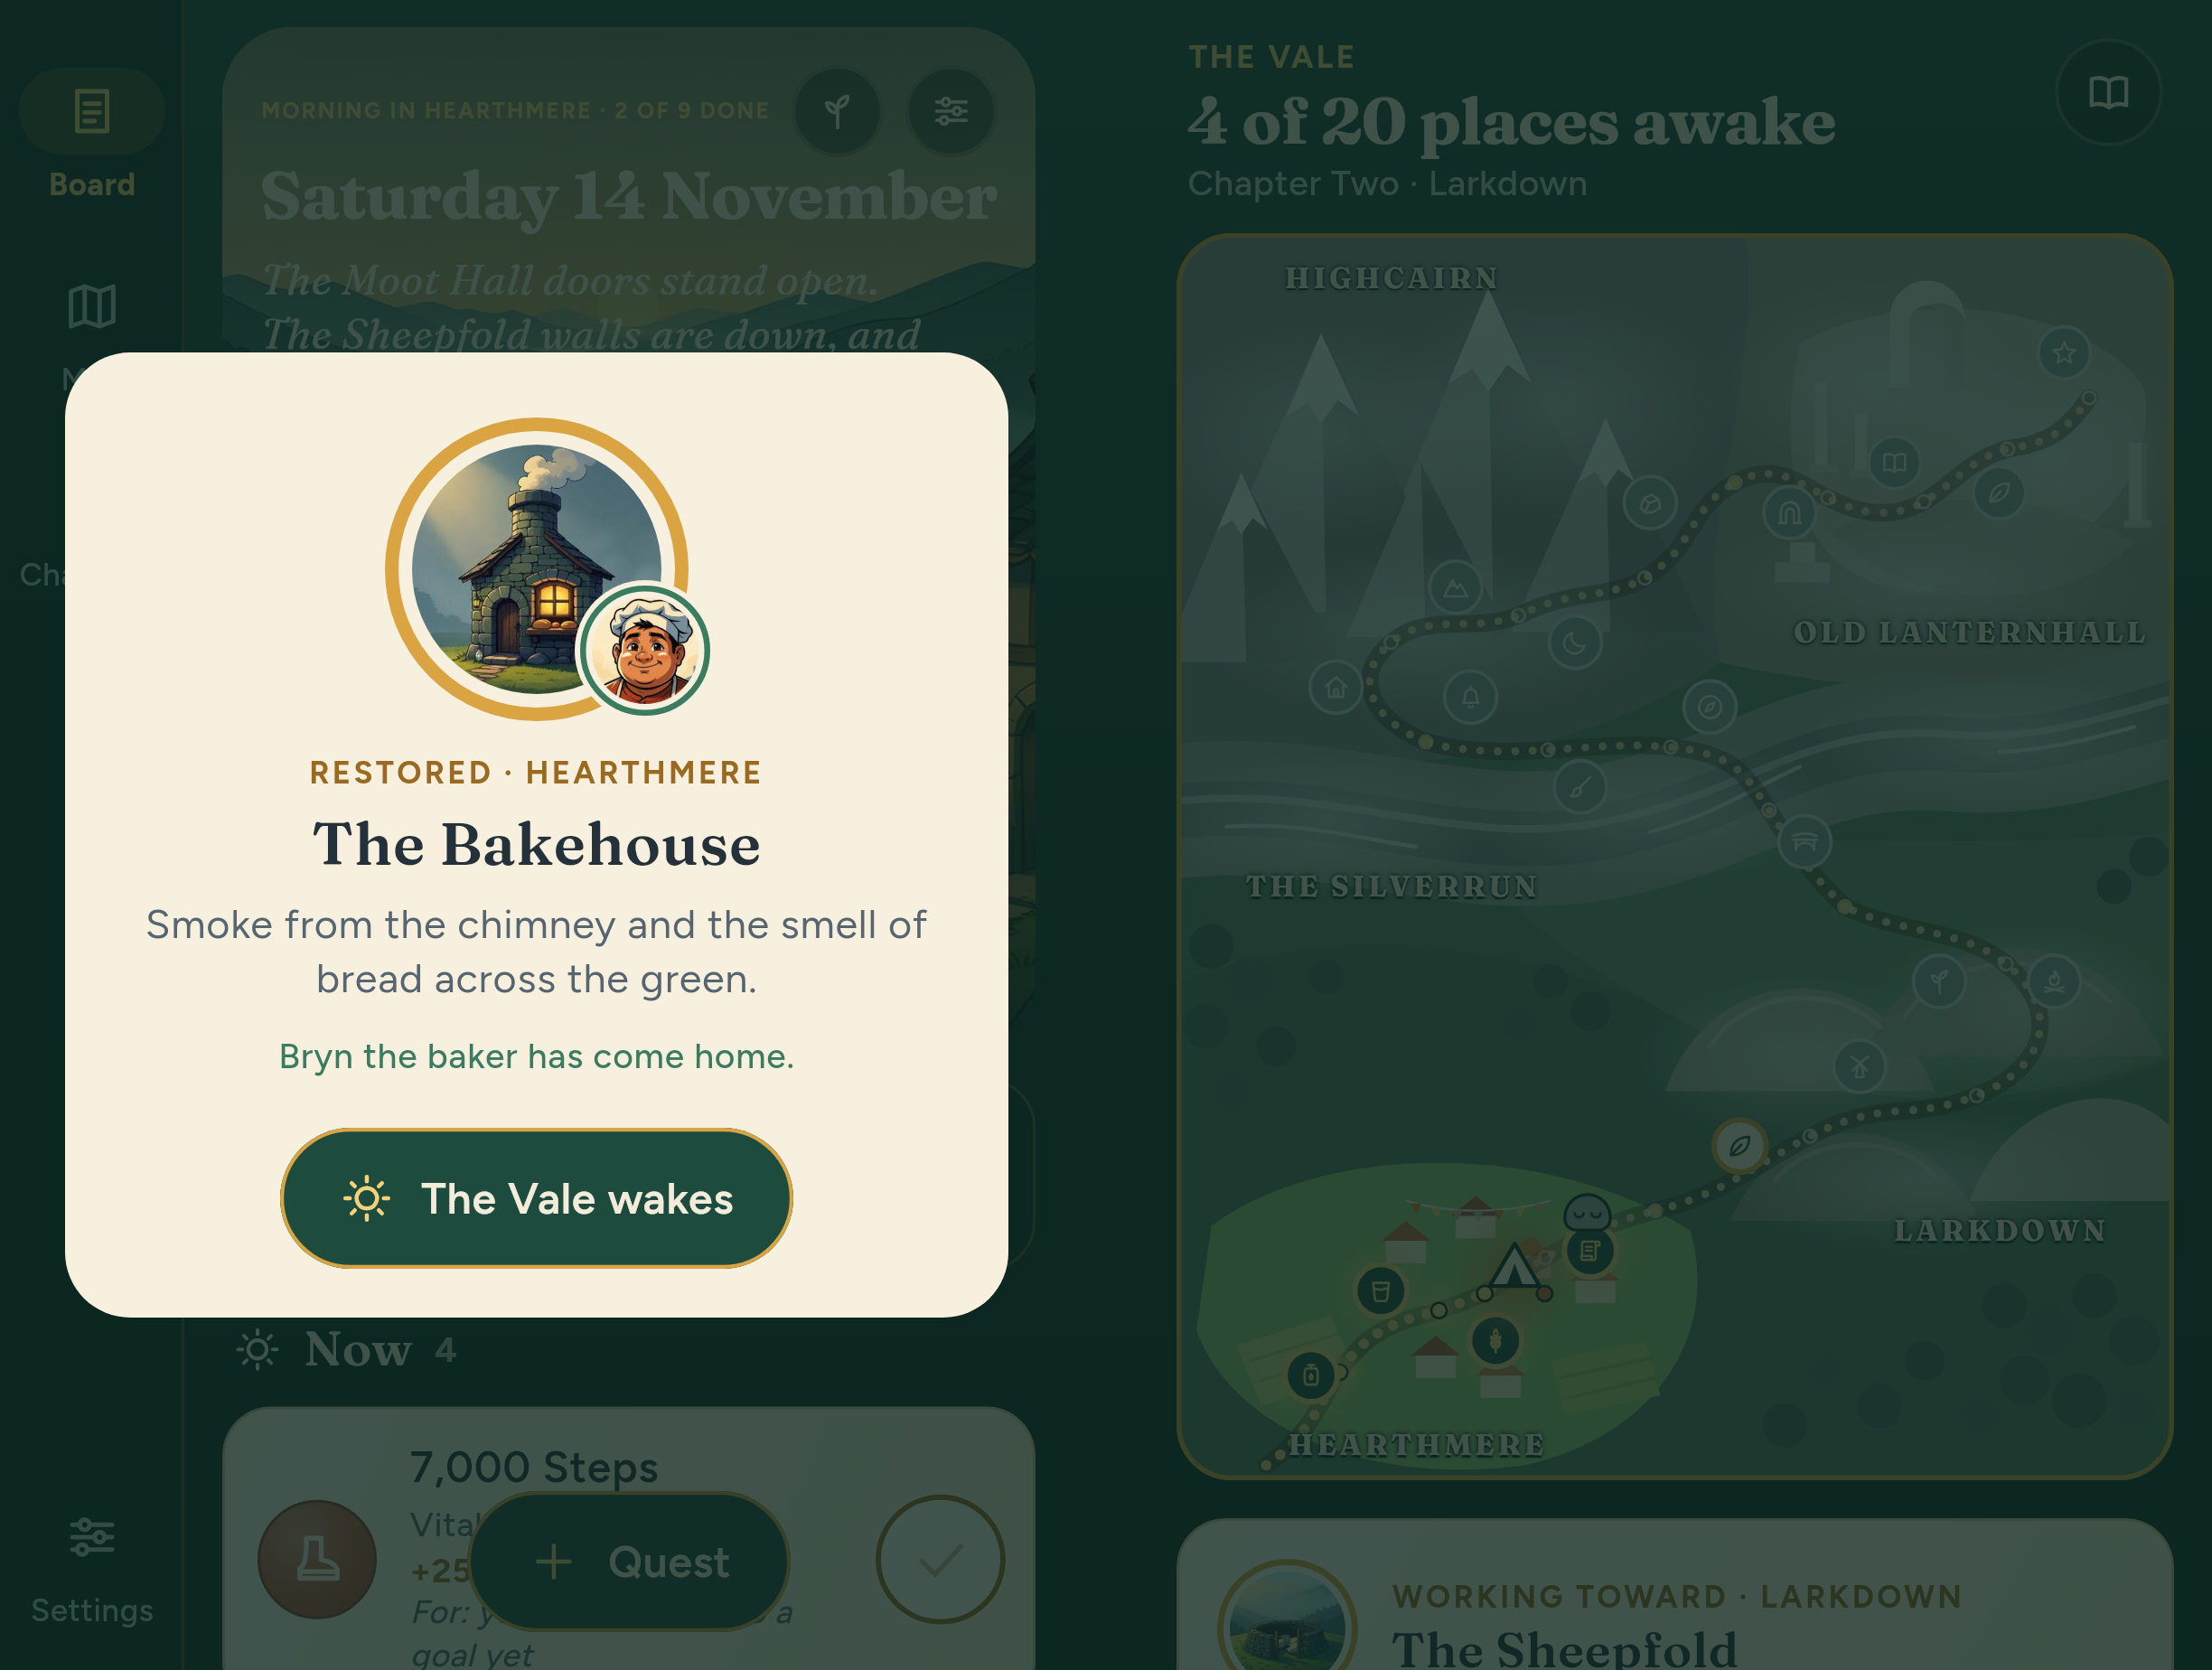 Board
Settings
MORNING IN HEARTHMERE · 2 OF 9 DONE
Saturday 14 November
The Moot Hall doors stand open.
The Sheepfold walls are down, and
RESTORED · HEARTHMERE
The Bakehouse
Smoke from the chimney and the smell of
bread across the green.
Bryn the baker has come home.
The Vale wakes
Now 4
7,000 Steps
+25
Quest
For:
a
goal yet
THE VALE
4 of 20 places awake
Chapter Two · Larkdown
HIGHCAIRN
OLD LANTERNHALL
THE SILVERRUN
LARKDOWN
HEARTHMERE
WORKING TOWARD · LARKDOWN
The Sheepfold